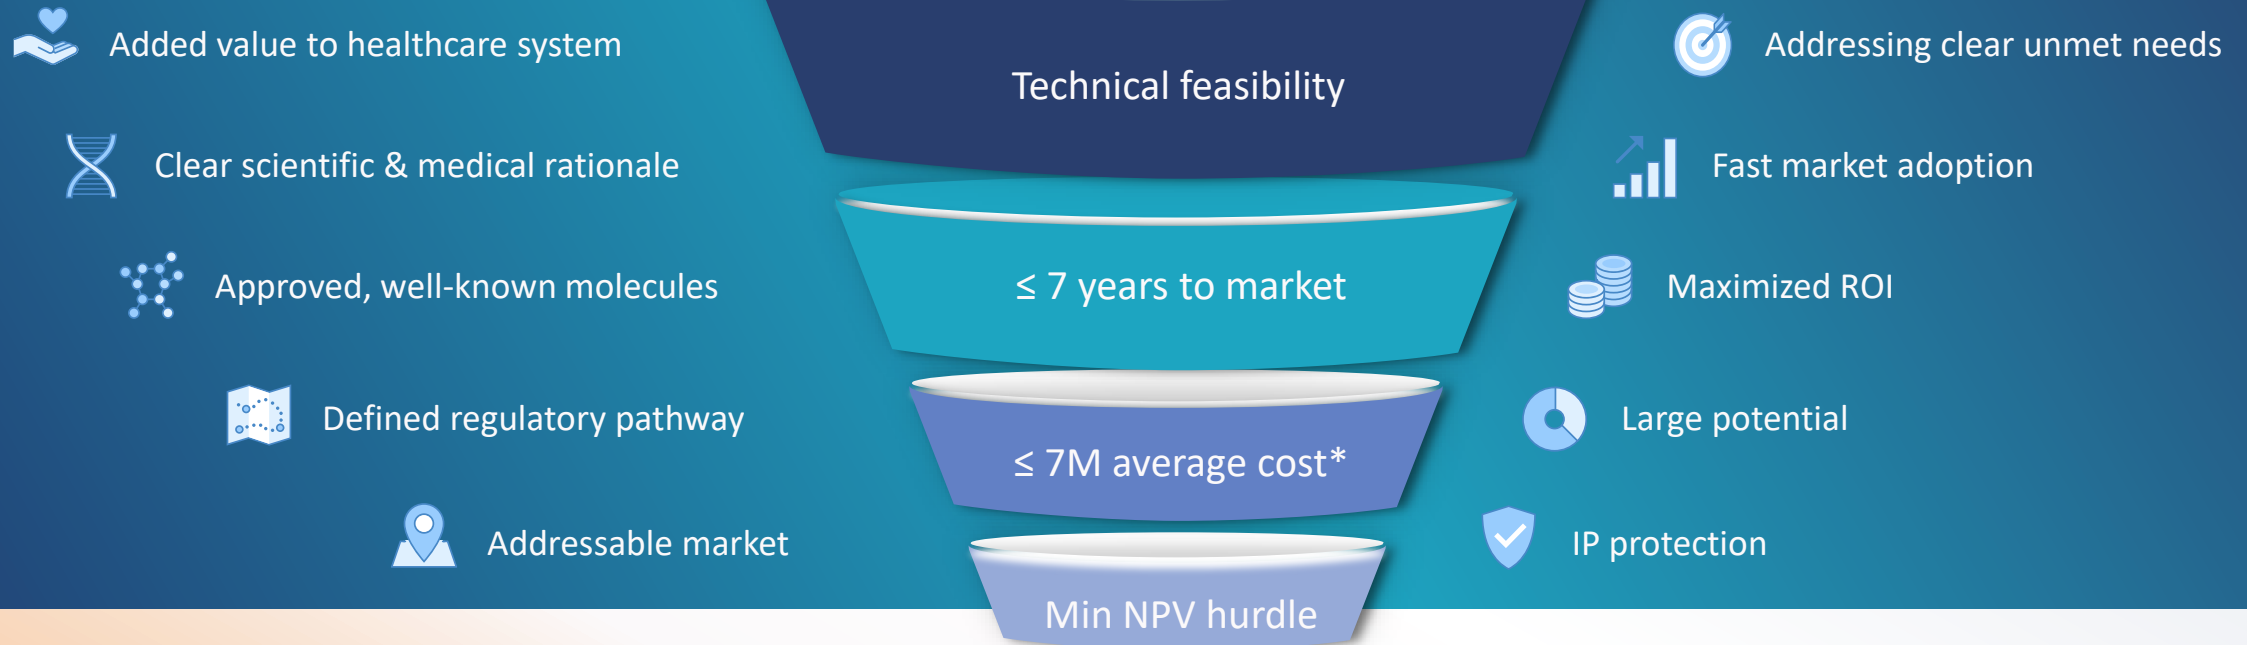 Added value to healthcare system
Clear scientific & medical rationale
Approved, well-known molecules
Defined regulatory pathway
Addressable market
Technical feasibility
≤ 7 years to market
≤ 7M average cost*
Min NPV hurdle
Addressing clear unmet needs
Fast market adoption
Maximized ROI
Large potential
IP protection